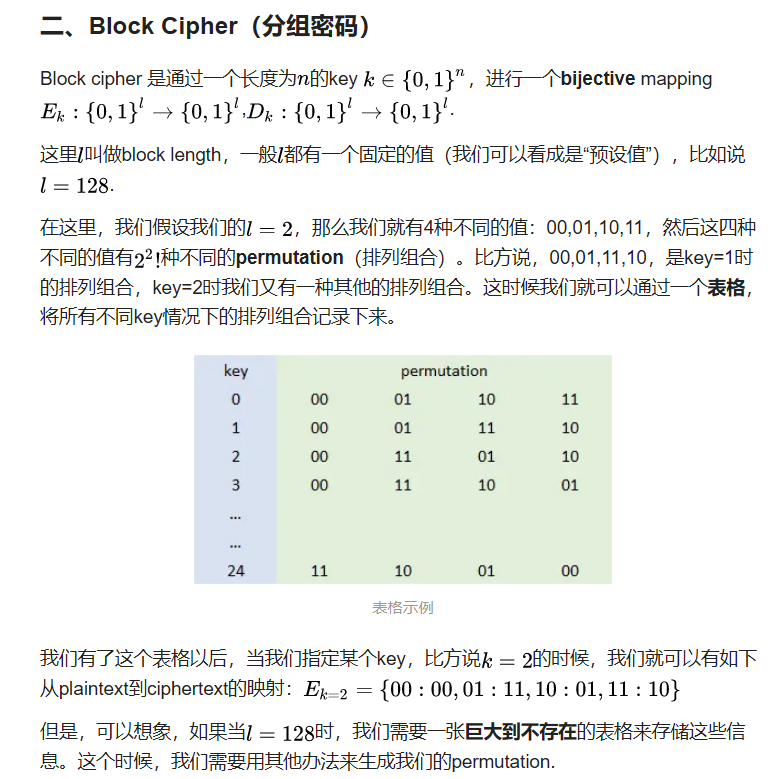 二、Block Cipher（分组密码）
Block cipher 是通过一个长度为n的key k ∈ {0, 1}^n，进行一个bijective mapping
E_k : {0, 1}^l → {0, 1}^l,D_k : {0, 1}^l → {0, 1}^l.
这里l叫做block length，一般l都有一个固定的值（我们可以看成是“预设值”），比如说
l = 128.
在这里，我们假设我们的l = 2，那么我们就有4种不同的值：00,01,10,11，然后这四种
不同的值有2^2!种不同的permutation（排列组合）。比方说，00,01,11,10，是key=1时
的排列组合，key=2时我们又有一种其他的排列组合。这时候我们就可以通过一个表格，
将所有不同key情况下的排列组合记录下来。
key permutation
0 00 01 10 11
1 00 01 11 10
2 00 11 01 10
3 00 11 10 01
...
...
24 11 10 01 00
表格示例
我们有了这个表格以后，当我们指定某个key，比方说k = 2的时候，我们就可以有如下
从plaintext到ciphertext的映射：E_{k=2} = {00 : 00, 01 : 11, 10 : 01, 11 : 10}
但是，可以想象，如果当l = 128时，我们需要一张巨大到不存在的表格来存储这些信
息。这个时候，我们需要用其他办法来生成我们的permutation.